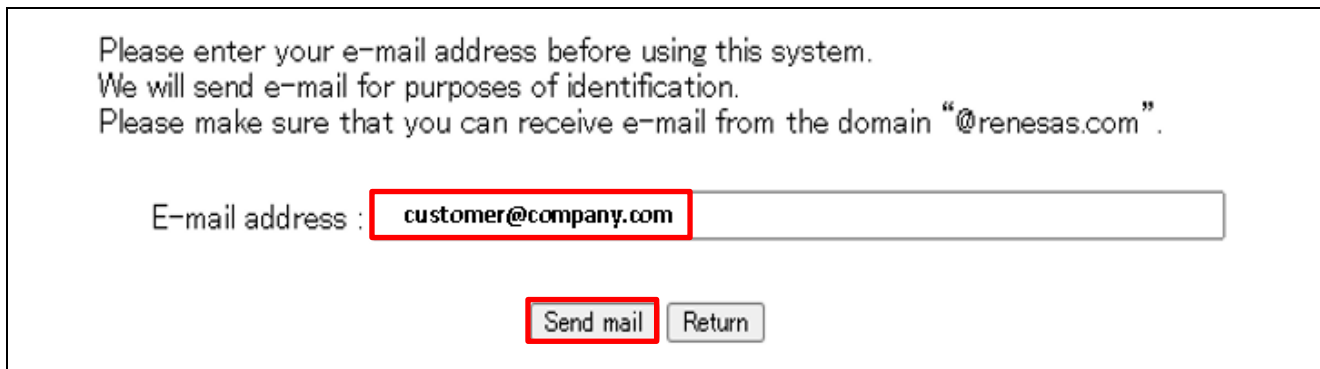 Please enter your e-mail address before using this system.
We will send e-mail for purposes of identification.
Please make sure that you can receive e-mail from the domain “@renesas.com”.
E-mail address : customer@company.com
Send mail Return